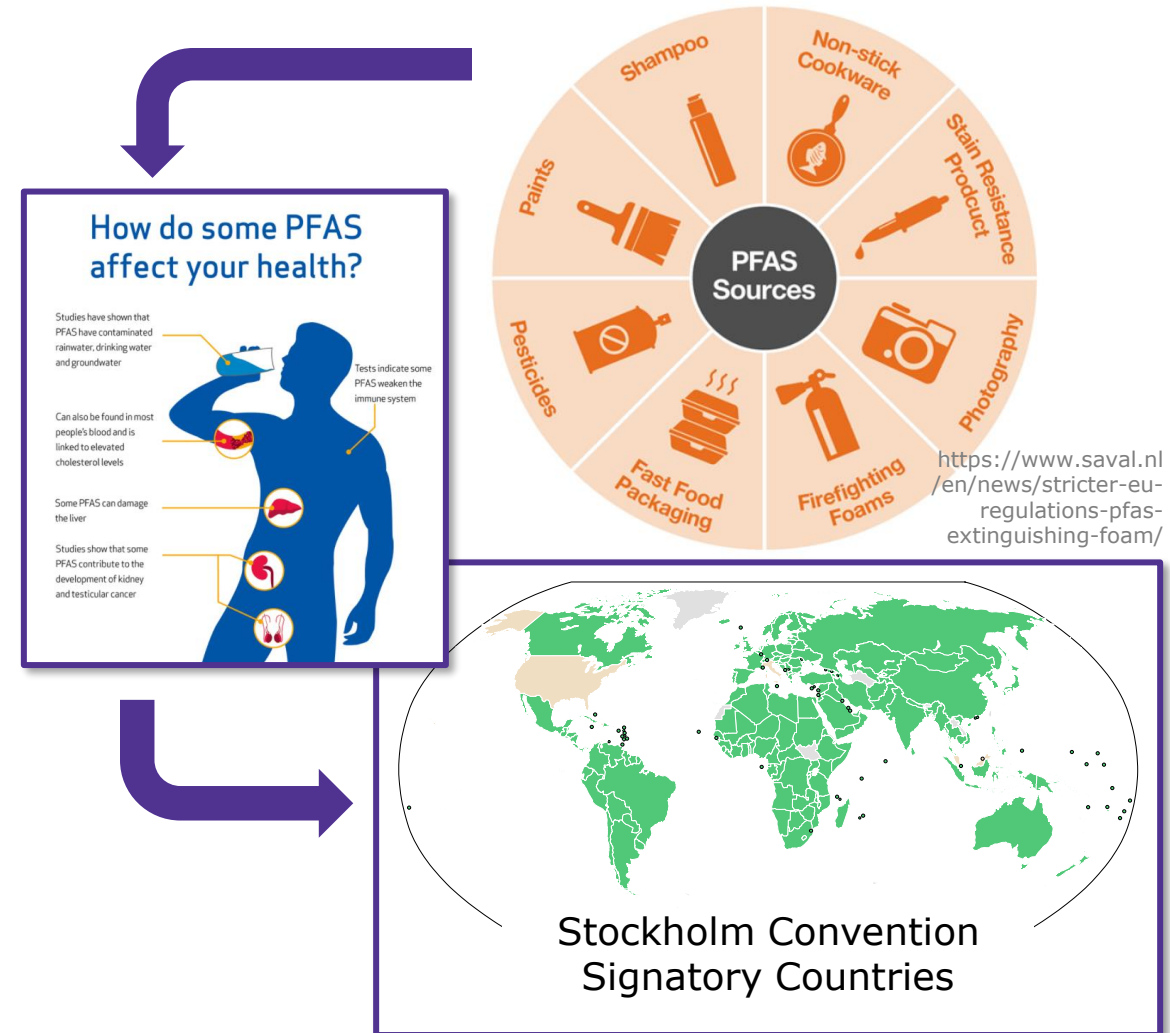 Shampoo
Non-stick
Cookware
Stain Resistance
Prodcuct
Photography
Firefighting
Foams
Fast Food
Packaging
Pesticides
Paints
PFAS
Sources
https://www.saval.nl
/en/news/stricter-eu-
regulations-pfas-
extinguishing-foam/
How do some PFAS
affect your health?
Studies have shown that
PFAS have contaminated
rainwater, drinking water
and groundwater
Tests indicate some
PFAS weaken the
immune system
Can also be found in most
people's blood and is
linked to elevated
cholesterol levels
Some PFAS can damage
the liver
Studies show that some
PFAS contribute to the
development of kidney
and testicular cancer
Stockholm Convention
Signatory Countries